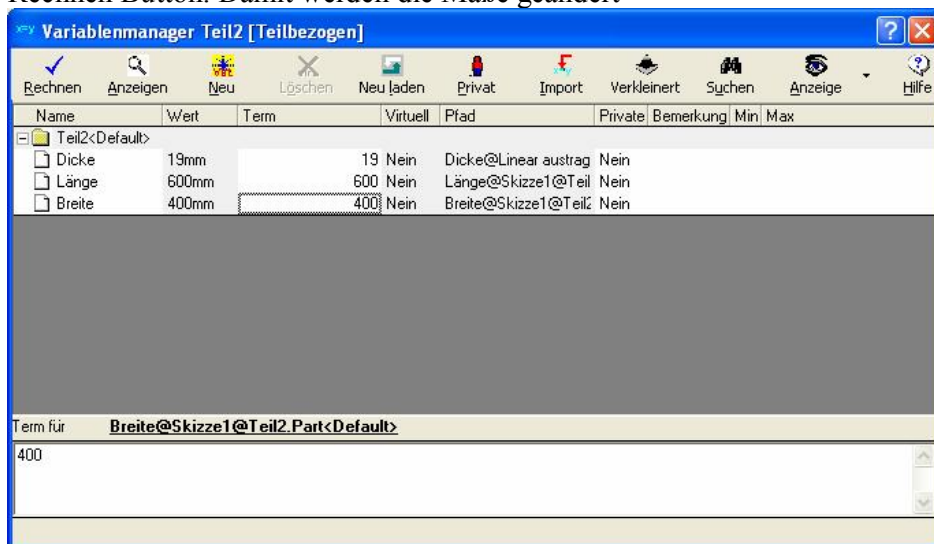 Rechnen Button. Damit werden die Maße geändert
x=y Variablenmanager Teil2 [Teilbezogen]
Rechnen Anzeigen Neu Löschen Neu laden Privat Import Verkleinert Suchen Anzeige Hilfe
Name Wert Term Virtuell Pfad Private Bemerkung Min Max
Teil2<Default>
Dicke 19mm 19 Nein Dicke@Linear austrag Nein
Länge 600mm 600 Nein Länge@Skizze1@Teil Nein
Breite 400mm 400 Nein Breite@Skizze1@Teil2 Nein
Term für Breite@Skizze1@Teil2.Part<Default>
400